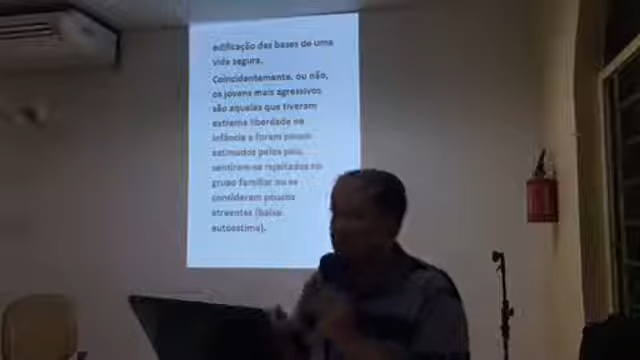 edificação das bases de uma
vida segura.
Coincidentemente, ou não,
os jovens mais agressivos
são aqueles que tiveram
extrema liberdade na
infância e foram pouco
estimados pelos pais,
sentiram-se rejeitados no
grupo familiar ou se
consideram poucos
atraentes (baixa
autoestima).